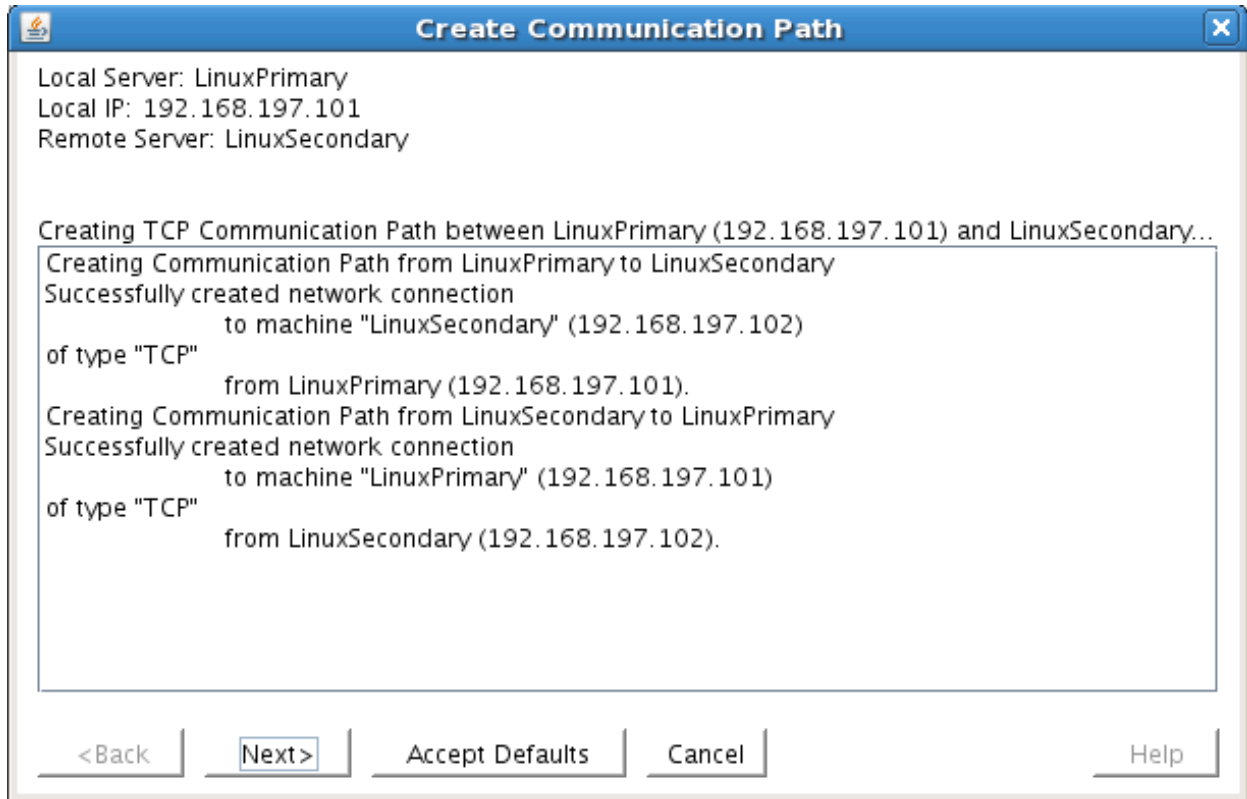 Create Communication Path
Local Server: LinuxPrimary
Local IP: 192.168.197.101
Remote Server: LinuxSecondary
Creating TCP Communication Path between LinuxPrimary (192.168.197.101) and LinuxSecondary...
Creating Communication Path from LinuxPrimary to LinuxSecondary
Successfully created network connection
to machine "LinuxSecondary" (192.168.197.102)
of type "TCP"
from LinuxPrimary (192.168.197.101).
Creating Communication Path from LinuxSecondary to LinuxPrimary
Successfully created network connection
to machine "LinuxPrimary" (192.168.197.101)
of type "TCP"
from LinuxSecondary (192.168.197.102).
<Back Next> Accept Defaults Cancel Help